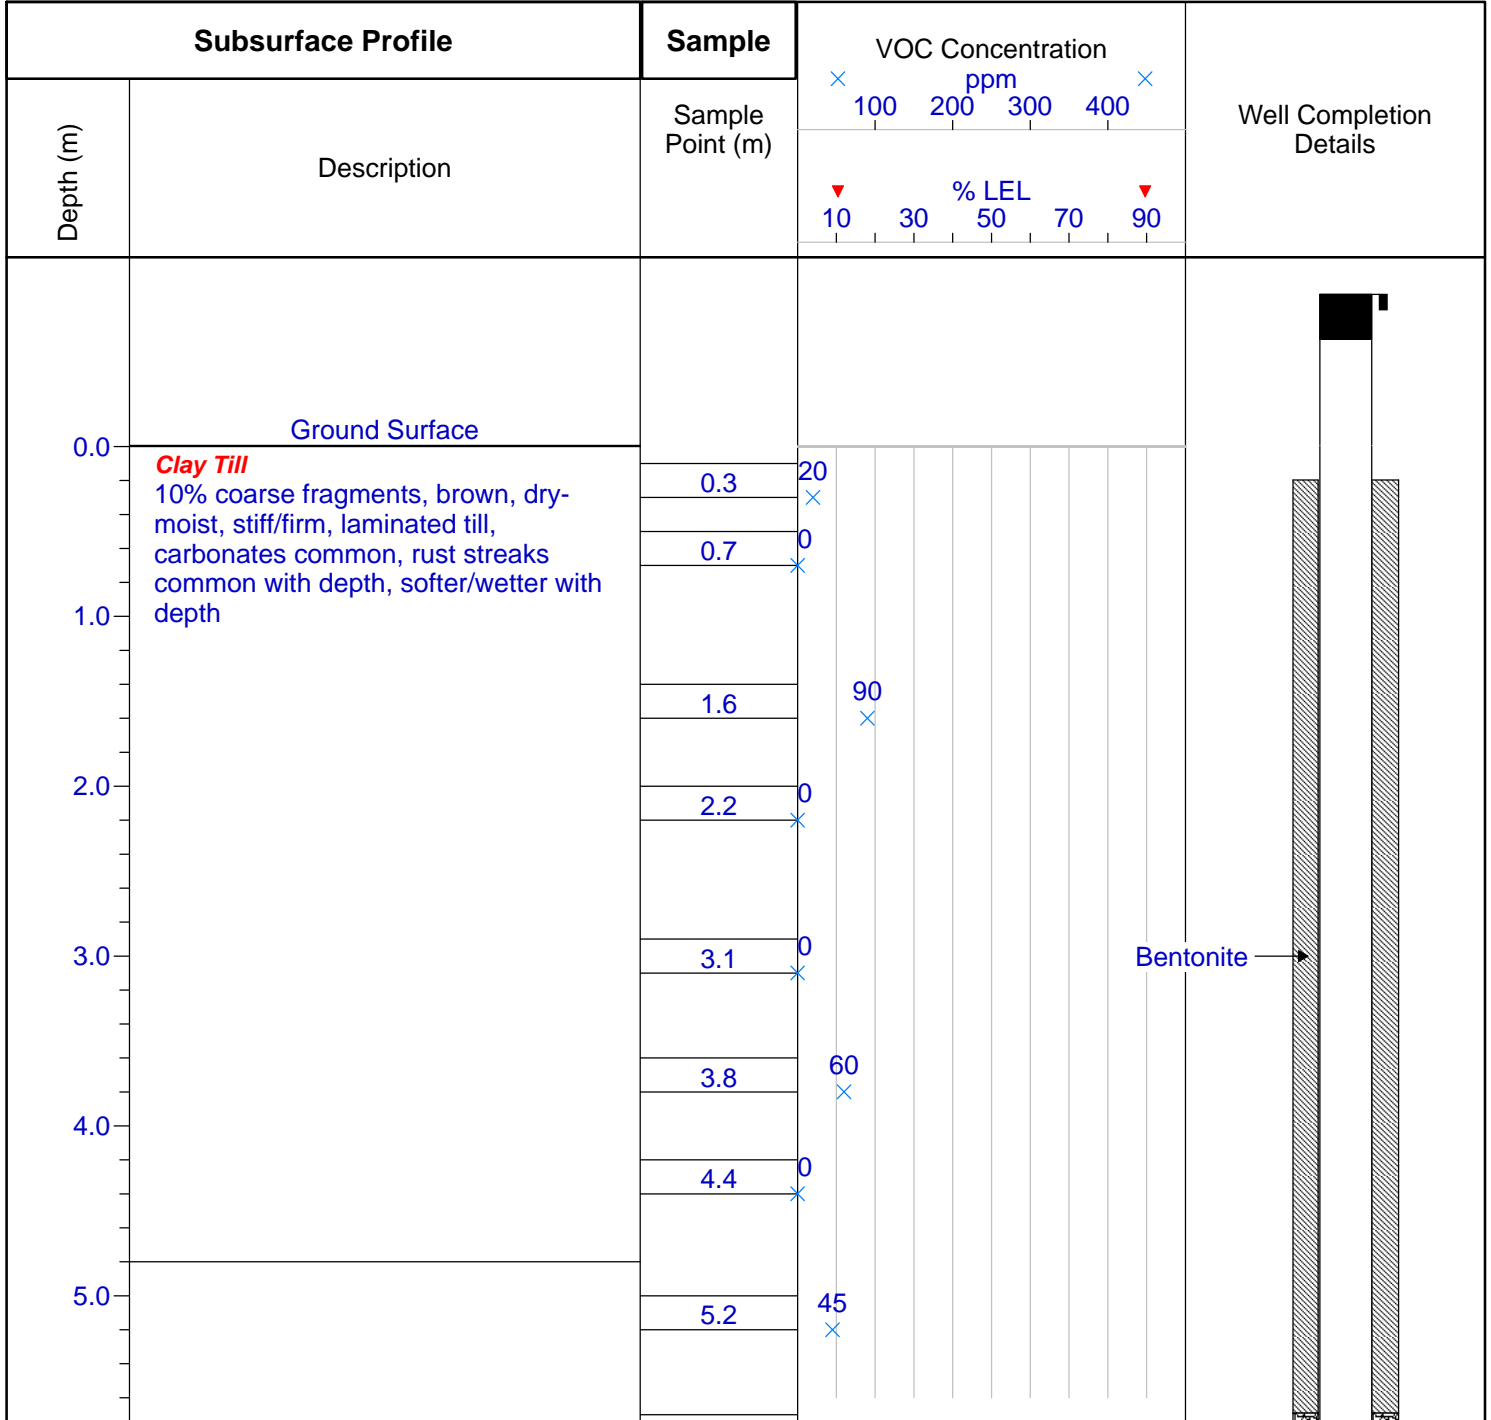 Subsurface Profile
Sample
VOC Concentration
ppm
100 200 300 400
Well Completion
Details
Depth (m)
Description
Sample
Point (m)
% LEL
10 30 50 70 90
Ground Surface
0.0
Clay Till
10% coarse fragments, brown, dry-
moist, stiff/firm, laminated till,
carbonates common, rust streaks
common with depth, softer/wetter with
depth
0.3
20
0.7
0
1.0
1.6
90
2.0
2.2
0
3.0
3.1
0
Bentonite
3.8
60
4.0
4.4
0
5.0
5.2
45